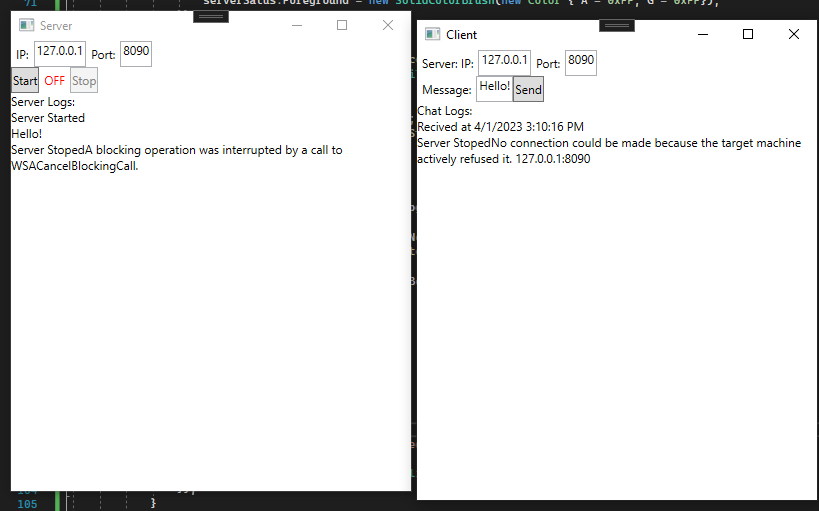 71
serverSatus.Foreground = new SolidColorBrush(new Color { A = 0xFF, G = 0xFF});
Server
IP: 127.0.0.1 Port: 8090
Start OFF Stop
Server Logs:
Server Started
Hello!
Server StopedA blocking operation was interrupted by a call to
WSACancelBlockingCall.
Client
Server: IP: 127.0.0.1 Port: 8090
Message: Hello! Send
Chat Logs:
Recived at 4/1/2023 3:10:16 PM
Server StopedNo connection could be made because the target machine
actively refused it. 127.0.0.1:8090
105 }